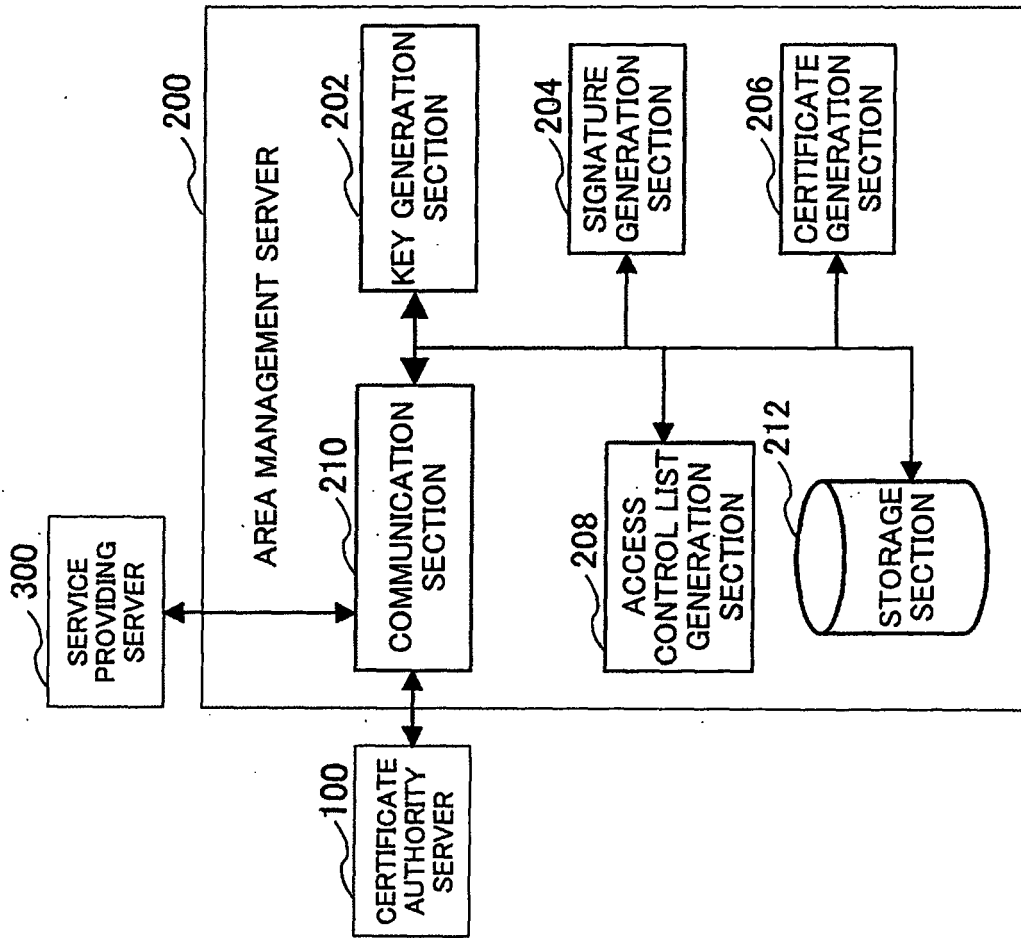 300
SERVICE
PROVIDING
SERVER
200
AREA MANAGEMENT SERVER
100
CERTIFICATE
AUTHORITY
SERVER
210
COMMUNICATION
SECTION
202
KEY GENERATION
SECTION
204
SIGNATURE
GENERATION
SECTION
208
ACCESS
CONTROL LIST
GENERATION
SECTION
206
CERTIFICATE
GENERATION
SECTION
212
STORAGE
SECTION